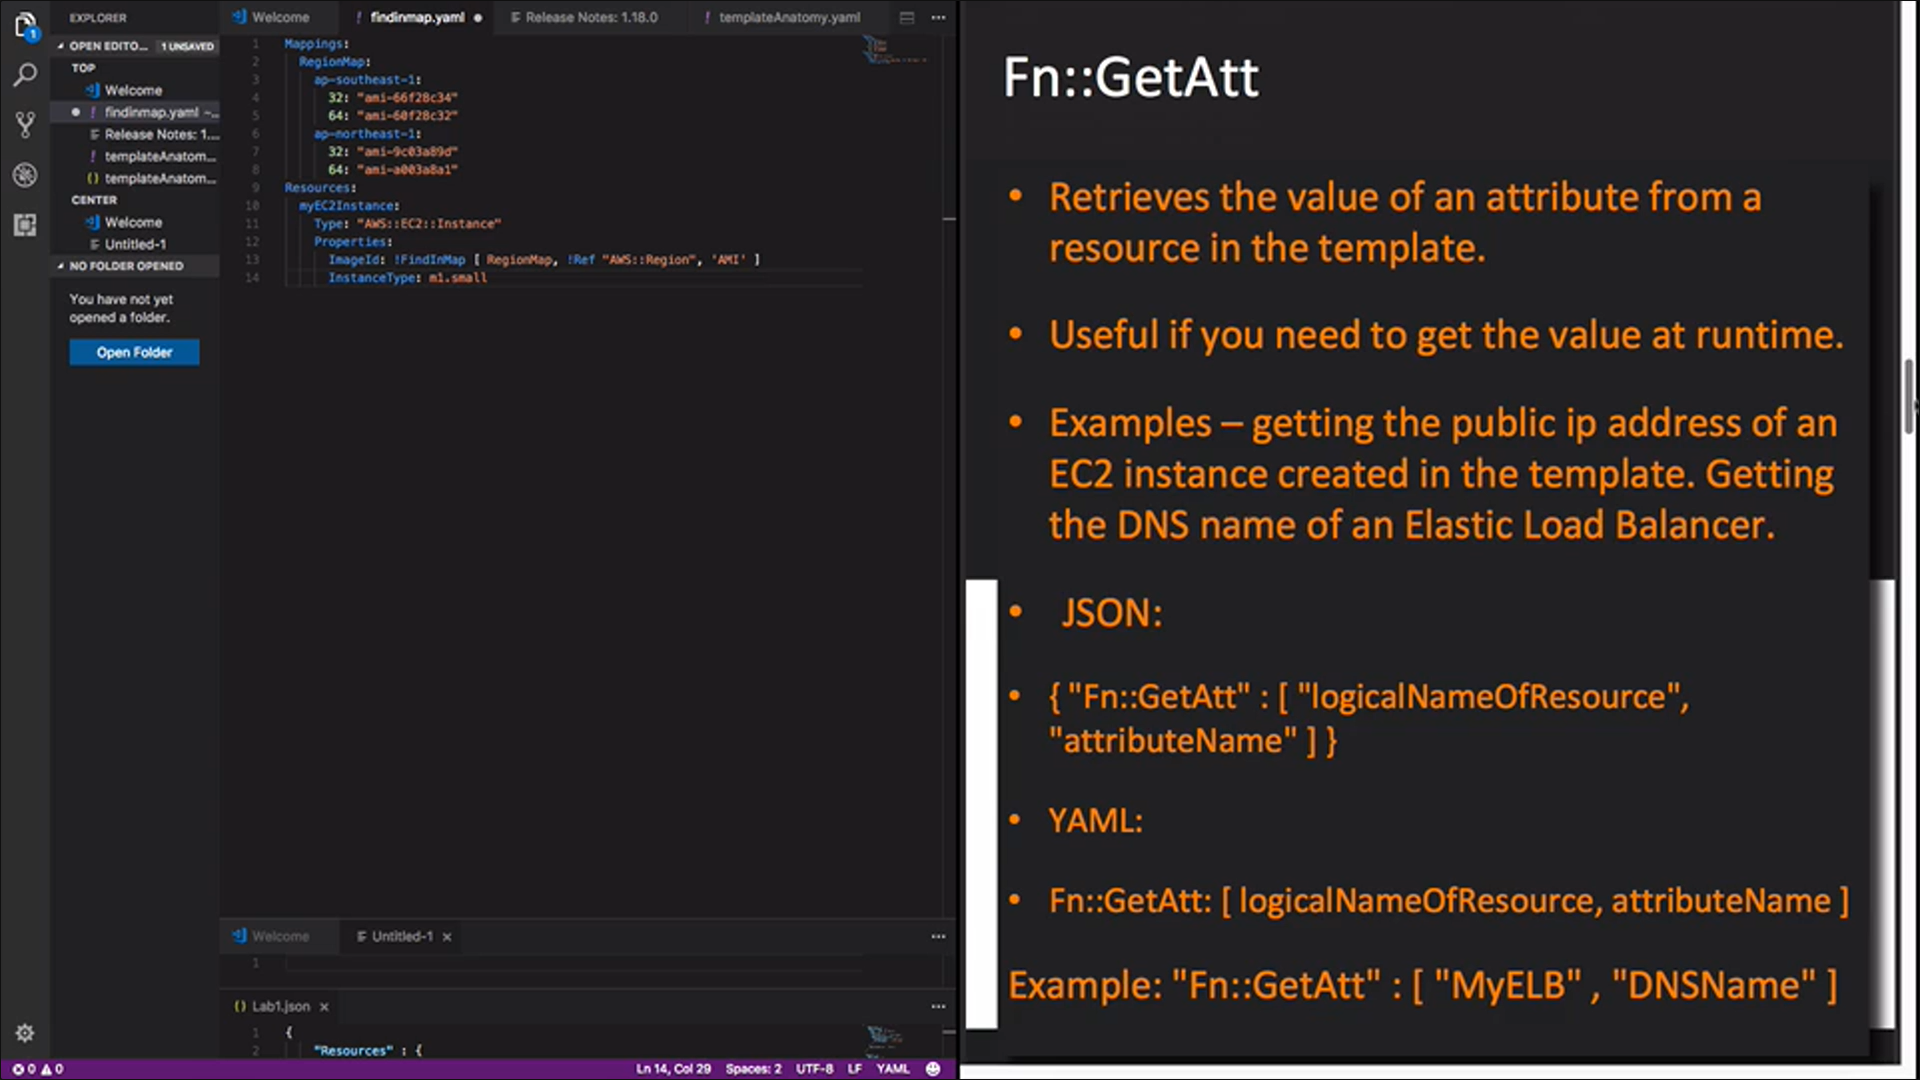 EXPLORER
OPEN EDITO... 1 UNSAVED
TOP
Welcome
findinmap.yaml ~...
Release Notes: 1....
templateAnatom...
templateAnatom...
CENTER
Welcome
Untitled-1
NO FOLDER OPENED
You have not yet
opened a folder.
Open Folder
1
Welcome
findinmap.yaml
Release Notes: 1.18.0
templateAnatomy.yaml
1 Mappings:
2 RegionMap:
3 ap-southeast-1:
4 32: "ami-66f28c34"
5 64: "ami-60f28c32"
6 ap-northeast-1:
7 32: "ami-9c03a89d"
8 64: "ami-a003a8a1"
9 Resources:
10 myEC2Instance:
11 Type: "AWS::EC2::Instance"
12 Properties:
13 ImageId: !FindInMap [ RegionMap, !Ref "AWS::Region", 'AMI' ]
14 InstanceType: m1.small
Welcome
Untitled-1 ×
1
Lab1.json ×
1 {
2 "Resources" : {
0 0
Ln 14, Col 29 Spaces: 2 UTF-8 LF YAML
Fn::GetAtt
• Retrieves the value of an attribute from a
resource in the template.
• Useful if you need to get the value at runtime.
• Examples – getting the public ip address of an
EC2 instance created in the template. Getting
the DNS name of an Elastic Load Balancer.
• JSON:
• { "Fn::GetAtt" : [ "logicalNameOfResource",
"attributeName" ] }
• YAML:
• Fn::GetAtt: [ logicalNameOfResource, attributeName ]
Example: "Fn::GetAtt" : [ "MyELB" , "DNSName" ]